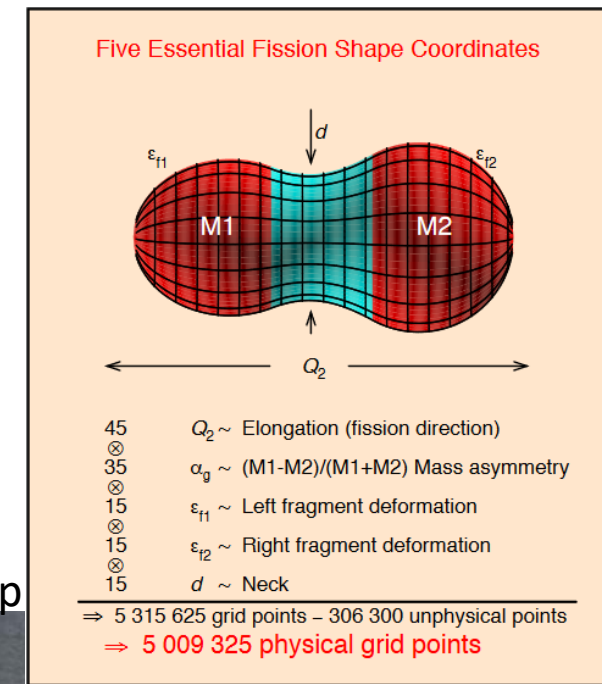 Five Essential Fission Shape Coordinates
d
εf1
εf2
M1
M2
Q2
45 Q2 ~ Elongation (fission direction)
⊗
35 αg ~ (M1-M2)/(M1+M2) Mass asymmetry
⊗
15 εf1 ~ Left fragment deformation
⊗
15 εf2 ~ Right fragment deformation
⊗
15 d ~ Neck
⇒ 5 315 625 grid points – 306 300 unphysical points
⇒ 5 009 325 physical grid points
p